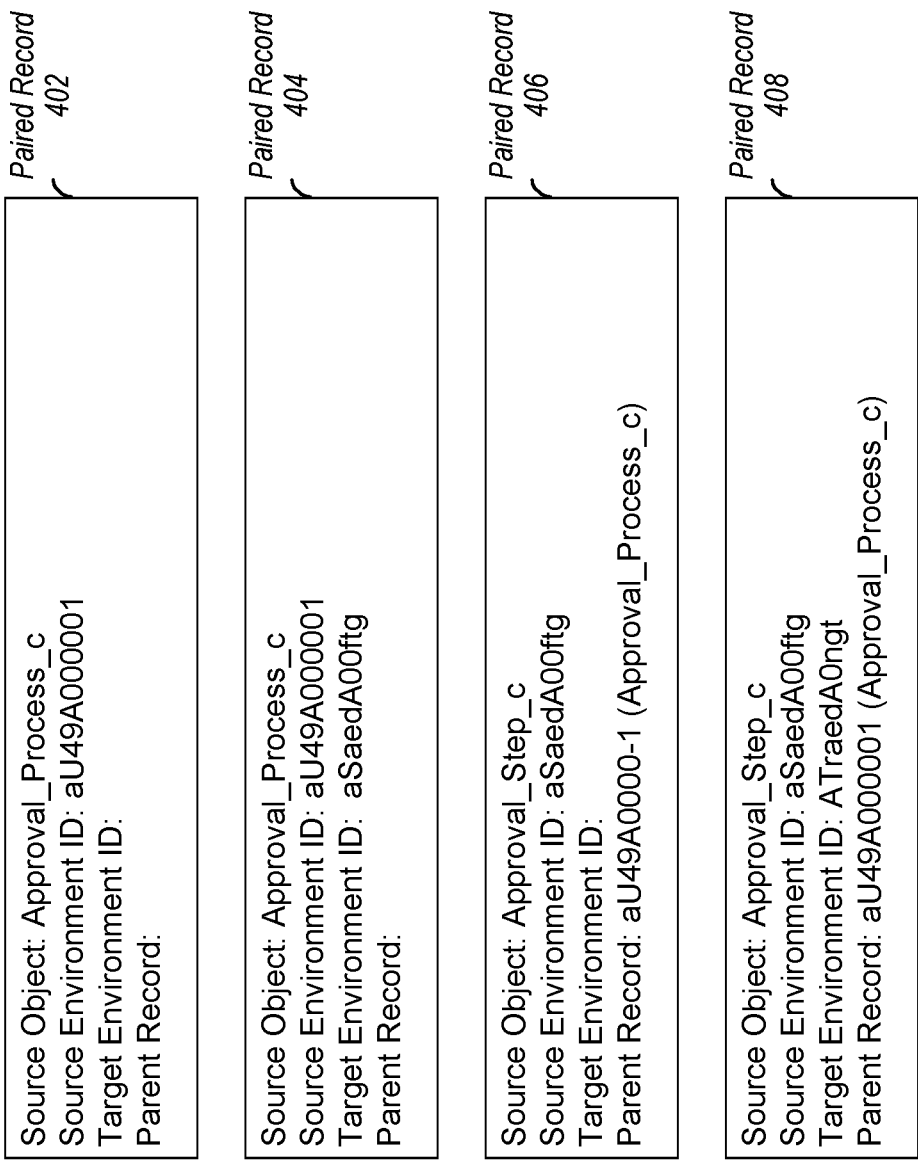 Source Object: Approval_Process_c
Source Environment ID: aU49A000001
Target Environment ID:
Parent Record:
Paired Record
402
Source Object: Approval_Process_c
Source Environment ID: aU49A000001
Target Environment ID: aSaedA00ftg
Parent Record:
Paired Record
404
Source Object: Approval_Step_c
Source Environment ID: aSaedA00ftg
Target Environment ID:
Parent Record: aU49A0000-1 (Approval_Process_c)
Paired Record
406
Source Object: Approval_Step_c
Source Environment ID: aSaedA00ftg
Target Environment ID: ATraedA0ngt
Parent Record: aU49A000001 (Approval_Process_c)
Paired Record
408